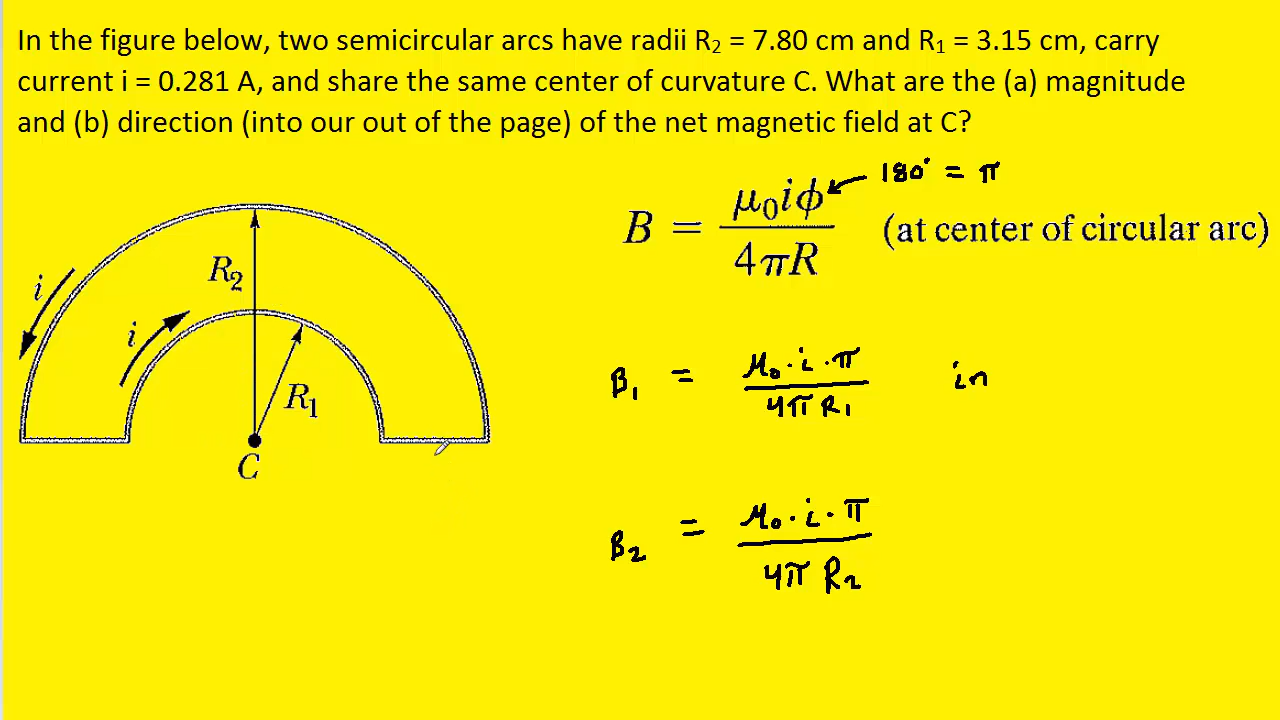 In the figure below, two semicircular arcs have radii R₂ = 7.80 cm and R₁ = 3.15 cm, carry
current i = 0.281 A, and share the same center of curvature C. What are the (a) magnitude
and (b) direction (into our out of the page) of the net magnetic field at C?
180° = π
B = μ₀iϕ / 4πR (at center of circular arc)
R₂
i
i
R₁
C
B₁ = μ₀·i·π / 4π R₁ in
B₂ = μ₀·i·π / 4π R₂